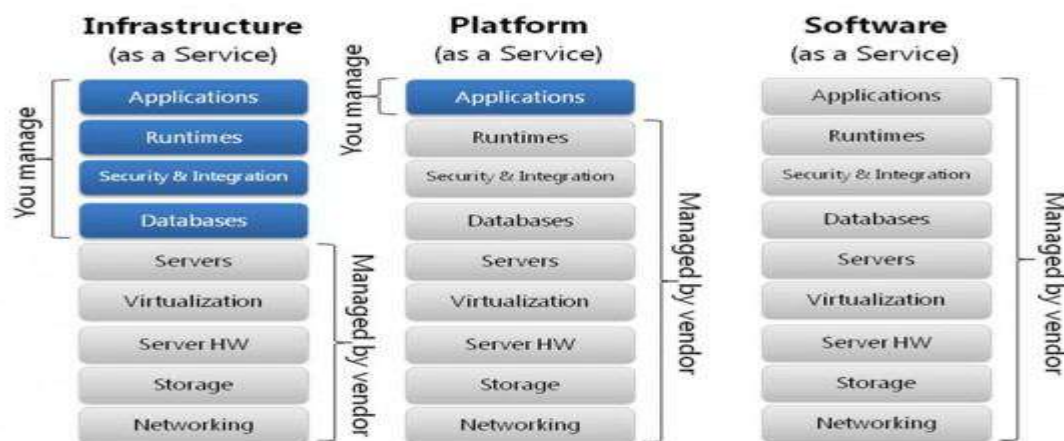 Infrastructure
(as a Service)
You manage
Applications
Runtimes
Security & Integration
Databases
Servers
Virtualization
Server HW
Storage
Networking
Managed by vendor
Platform
(as a Service)
You manage
Applications
Runtimes
Security & Integration
Databases
Servers
Virtualization
Server HW
Storage
Networking
Managed by vendor
Software
(as a Service)
Applications
Runtimes
Security & Integration
Databases
Servers
Virtualization
Server HW
Storage
Networking
Managed by vendor